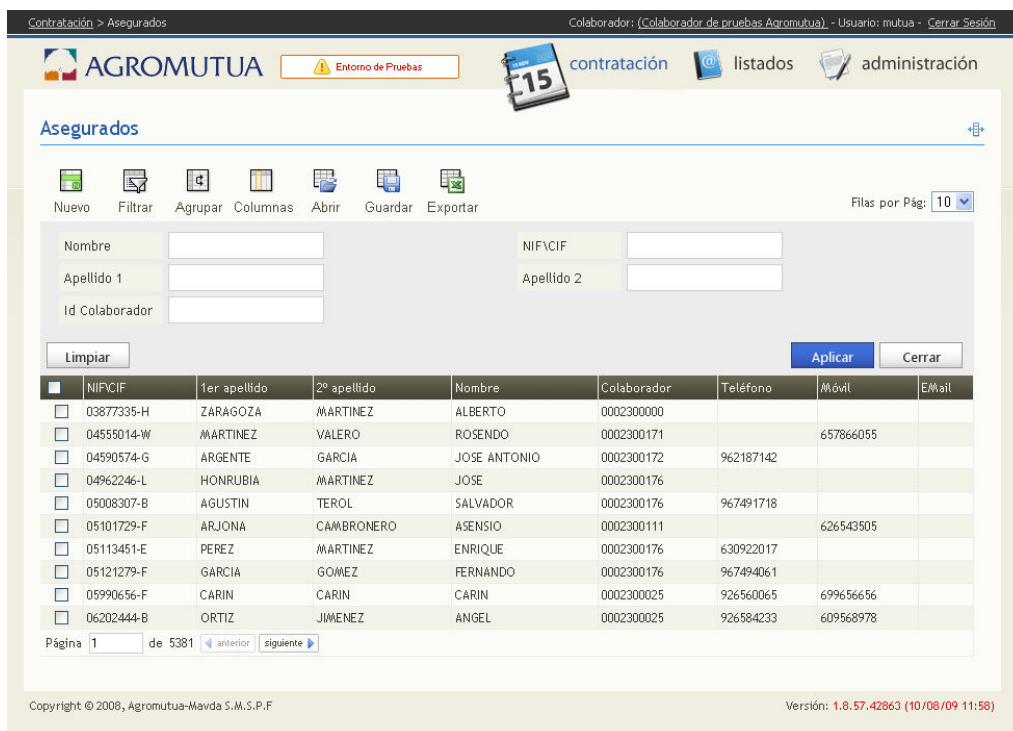 Contratación > Asegurados Colaborador: (Colaborador de pruebas Agromutua) - Usuario: mutua - Cerrar Sesión
AGROMUTUA Entorno de Pruebas 15 NOV 15 contratación @ listados administración
Asegurados
Nuevo Filtrar Agrupar Columnas Abrir Guardar Exportar Filas por Pág: 10
Nombre NIF\CIF
Apellido 1 Apellido 2
Id Colaborador
Limpiar Aplicar Cerrar
NIF\CIF 1er apellido 2º apellido Nombre Colaborador Teléfono Móvil EMail
03877335-H ZARAGOZA MARTINEZ ALBERTO 0002300000
04555014-W MARTINEZ VALERO ROSENDO 0002300171 657866055
04590574-G ARGENTE GARCIA JOSE ANTONIO 0002300172 962187142
04962246-L HONRUBIA MARTINEZ JOSE 0002300176
05008307-B AGUSTIN TEROL SALVADOR 0002300176 967491718
05101729-F ARJONA CAMBRONERO ASENSIO 0002300111 626543505
05113451-E PEREZ MARTINEZ ENRIQUE 0002300176 630922017
05121279-F GARCIA GOMEZ FERNANDO 0002300176 967494061
05990656-F CARIN CARIN CARIN 0002300025 926560065 699656656
06202444-B ORTIZ JIMENEZ ANGEL 0002300025 926584233 609568978
Página 1 de 5381 anterior siguiente
Copyright © 2008, Agromutua-Mavda S.M.S.P.F Versión: 1.8.57.42863 (10/08/09 11:58)